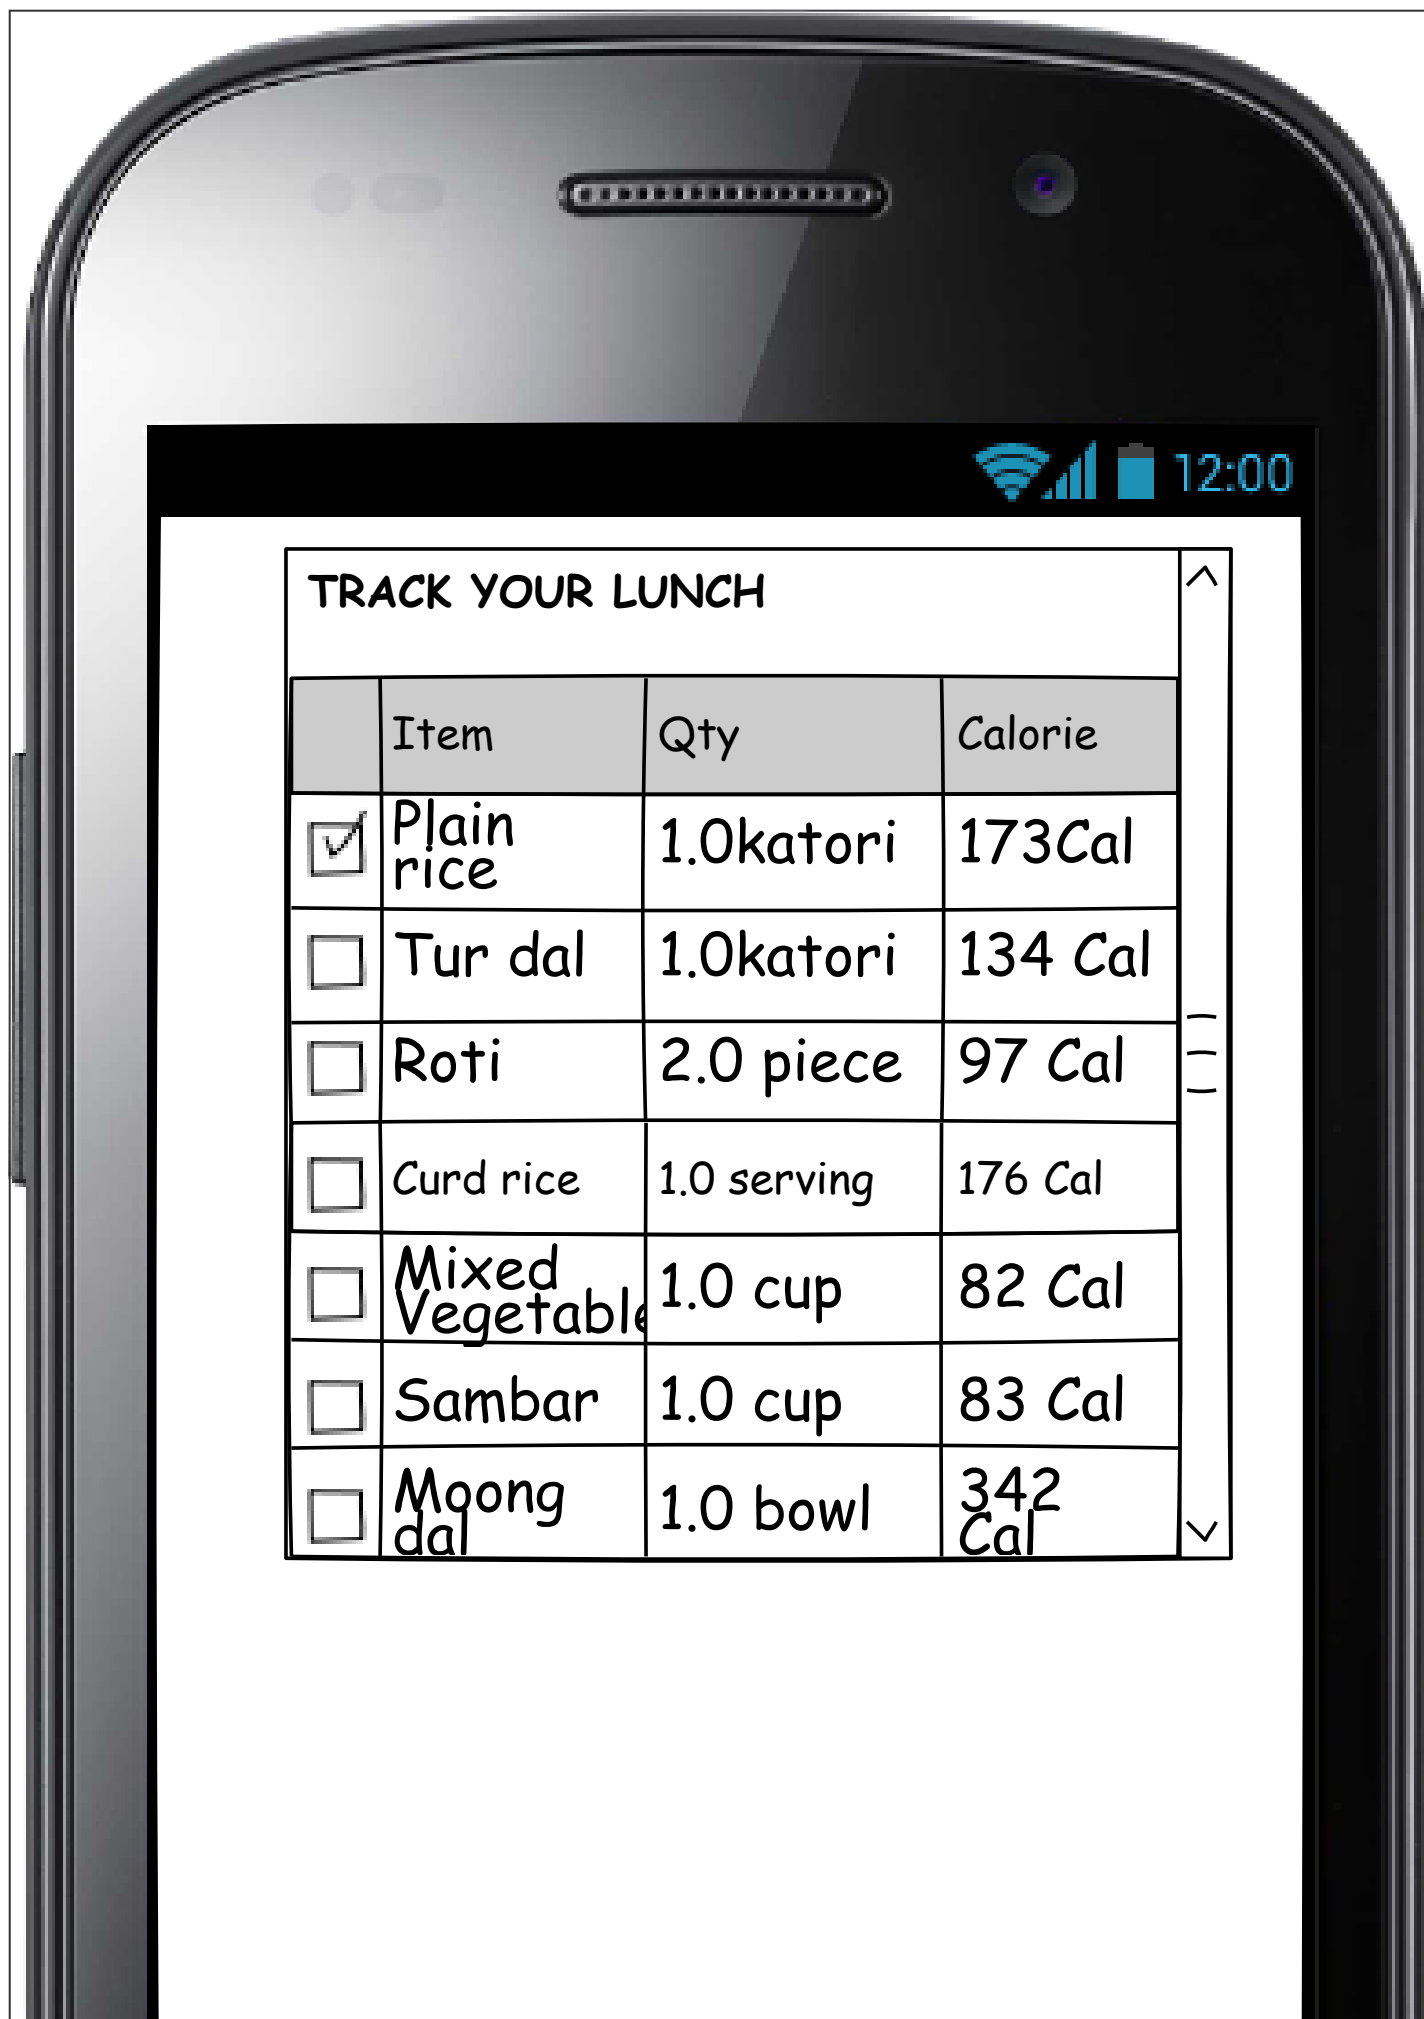 12:00
TRACK YOUR LUNCH
Item Qty Calorie
Plain
rice 1.0katori 173Cal
Tur dal 1.0katori 134 Cal
Roti 2.0 piece 97 Cal
Curd rice 1.0 serving 176 Cal
Mixed
Vegetable 1.0 cup 82 Cal
Sambar 1.0 cup 83 Cal
Moong
dal 1.0 bowl 342
Cal